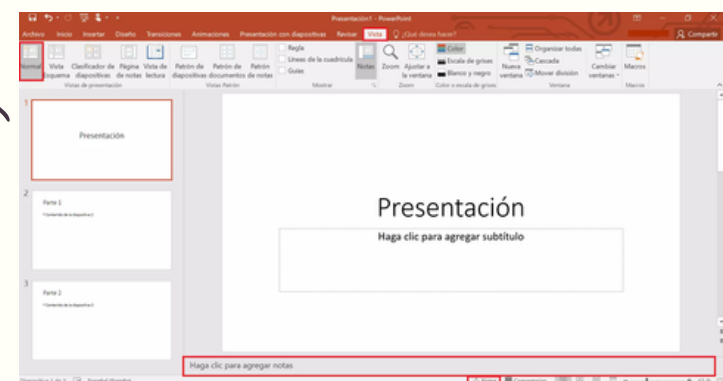 Presentación1 - PowerPoint
Archivo Inicio Insertar Diseño Transiciones Animaciones Presentación con diapositivas Revisar Vista ¿Qué desea hacer? Compartir
Normal Vista Esquema Clasificador de diapositivas Página de notas Vista de lectura
Vistas de presentación
Patrón de diapositivas Patrón de documentos Patrón de notas
Vistas Patrón
Regla
Líneas de la cuadrícula
Guías
Notas
Mostrar
Zoom Ajustar a la ventana
Zoom
Color
Escala de grises
Blanco y negro
Color o escala de grises
Nueva ventana
Organizar todas
Cascada
Mover división
Cambiar ventanas
Ventana
Macros
Macros
1
Presentación
2
Parte 1
3
Parte 2
Presentación
Haga clic para agregar subtítulo
Haga clic para agregar notas